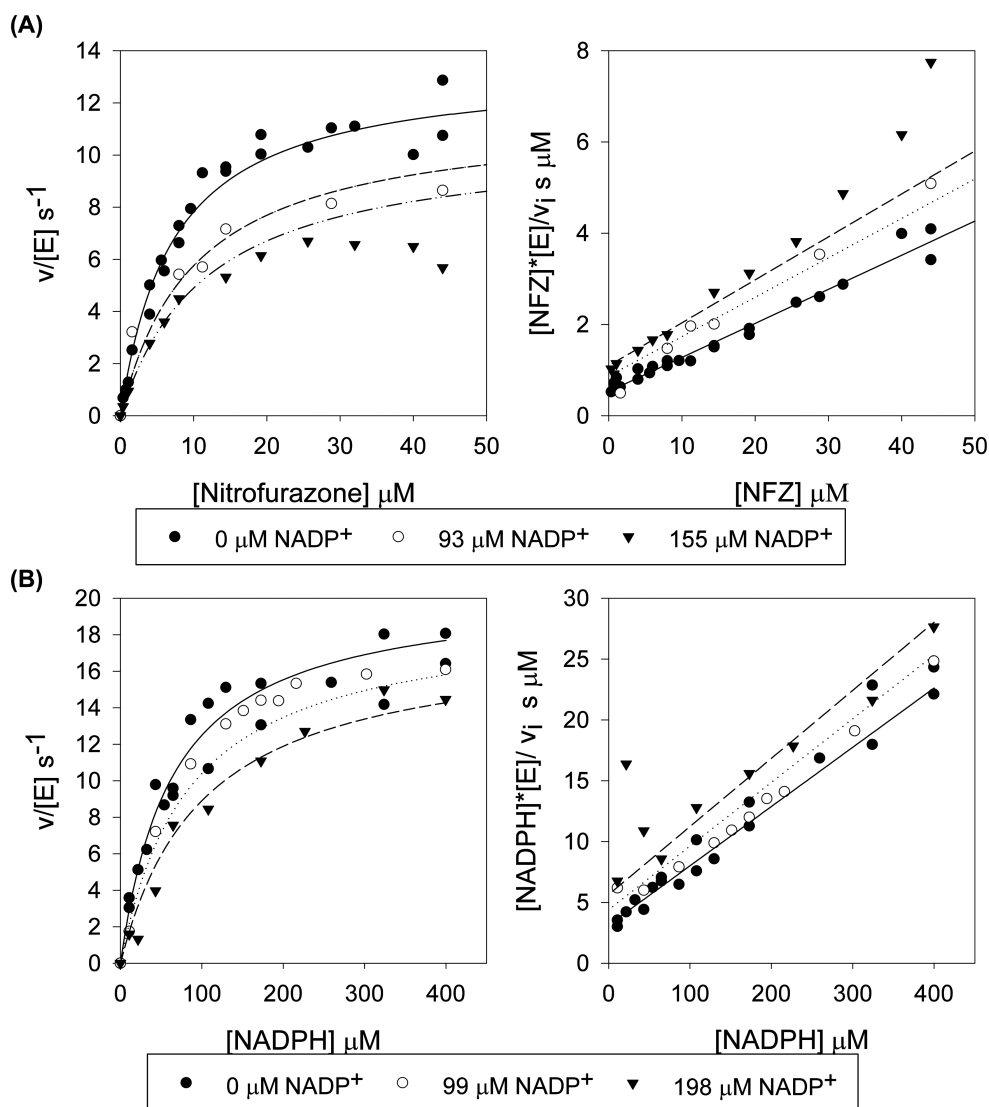 (A)
14
12
10
8
6
4
2
0
v/[E] s⁻¹
0 10 20 30 40 50
[Nitrofurazone] μM
8
6
4
2
0
[NFZ]*[E]/vᵢ s μM
0 10 20 30 40 50
[NFZ] μM
0 μM NADP⁺ 93 μM NADP⁺ 155 μM NADP⁺
(B)
20
18
16
14
12
10
8
6
4
2
0
v/[E] s⁻¹
0 100 200 300 400
[NADPH] μM
30
25
20
15
10
5
0
[NADPH]*[E]/ vᵢ s μM
0 100 200 300 400
[NADPH] μM
0 μM NADP⁺ 99 μM NADP⁺ 198 μM NADP⁺